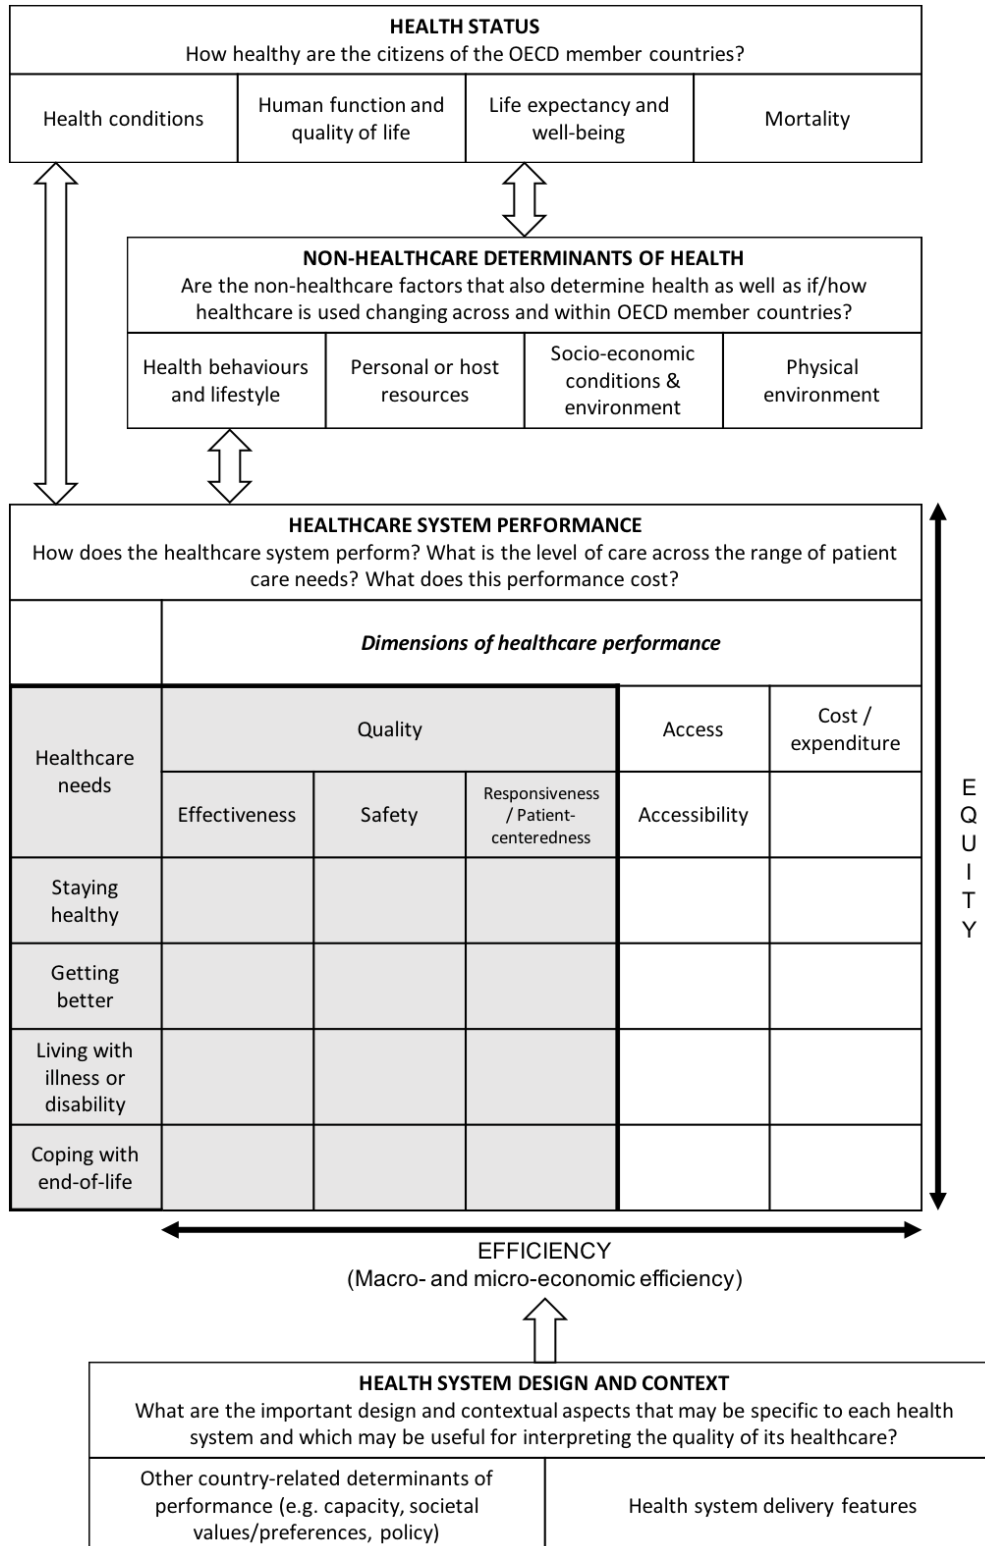 HEALTH STATUS
How healthy are the citizens of the OECD member countries?
Health conditions
Human function and
quality of life
Life expectancy and
well-being
Mortality
NON-HEALTHCARE DETERMINANTS OF HEALTH
Are the non-healthcare factors that also determine health as well as if/how
healthcare is used changing across and within OECD member countries?
Health behaviours
and lifestyle
Personal or host
resources
Socio-economic
conditions &
environment
Physical
environment
HEALTHCARE SYSTEM PERFORMANCE
How does the healthcare system perform? What is the level of care across the range of patient
care needs? What does this performance cost?
Dimensions of healthcare performance
Healthcare
needs
Quality
Access
Cost /
expenditure
Effectiveness
Safety
Responsiveness
/ Patient-
centeredness
Accessibility
Staying
healthy
Getting
better
Living with
illness or
disability
Coping with
end-of-life
E
Q
U
I
T
Y
EFFICIENCY
(Macro- and micro-economic efficiency)
HEALTH SYSTEM DESIGN AND CONTEXT
What are the important design and contextual aspects that may be specific to each health
system and which may be useful for interpreting the quality of its healthcare?
Other country-related determinants of
performance (e.g. capacity, societal
values/preferences, policy)
Health system delivery features